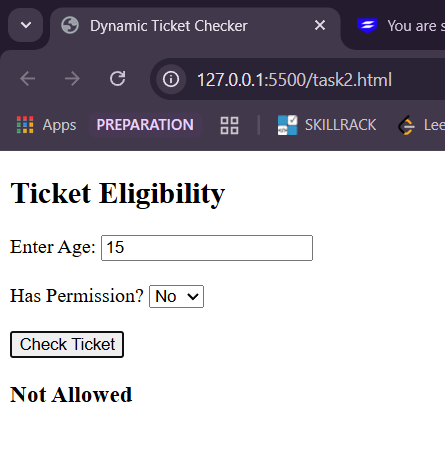 Dynamic Ticket Checker
You are s
127.0.0.1:5500/task2.html
Apps PREPARATION SKILLRACK Lee
Ticket Eligibility
Enter Age: 15
Has Permission? No
Check Ticket
Not Allowed